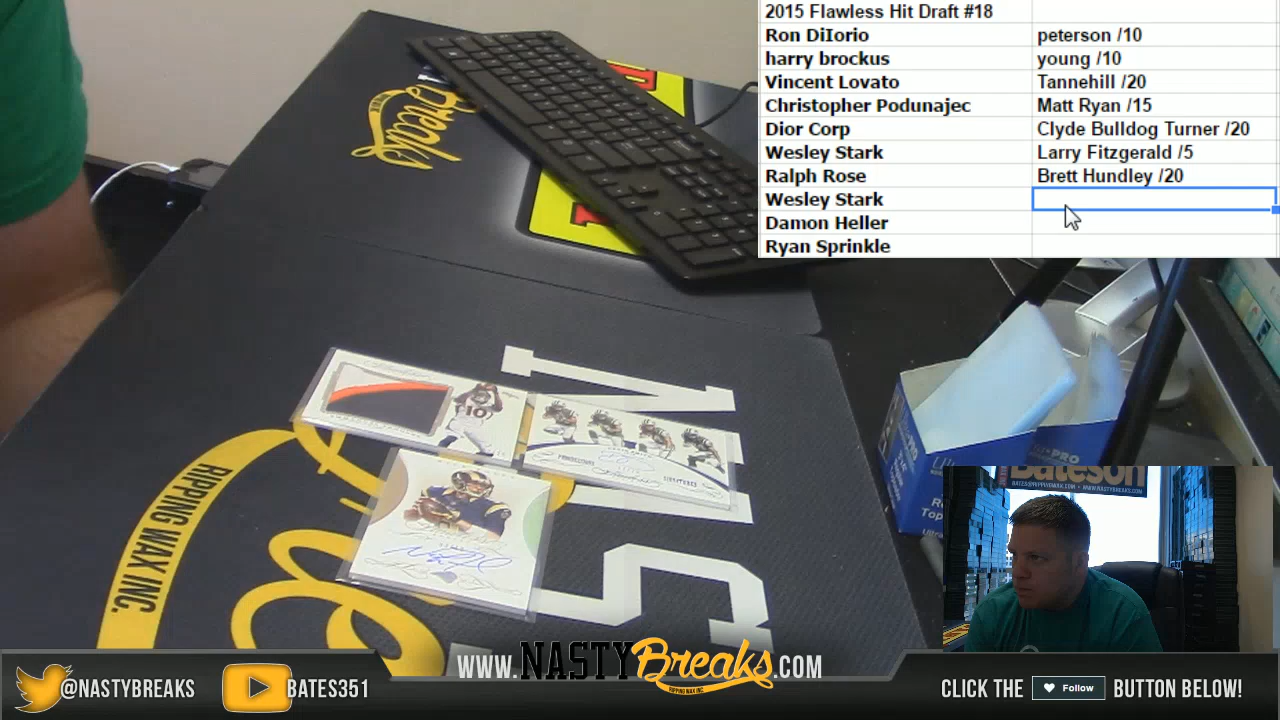 2015 Flawless Hit Draft #18
Ron DiIorio peterson /10
harry brockus young /10
Vincent Lovato Tannehill /20
Christopher Podunajec Matt Ryan /15
Dior Corp Clyde Bulldog Turner /20
Wesley Stark Larry Fitzgerald /5
Ralph Rose Brett Hundley /20
Wesley Stark
Damon Heller
Ryan Sprinkle
10
RIPPING WAX INC.
PRO
Bateson
WWW.NASTYBreaks.COM
RIPPING WAX INC
@NASTYBREAKS
BATES351
CLICK THE Follow BUTTON BELOW!